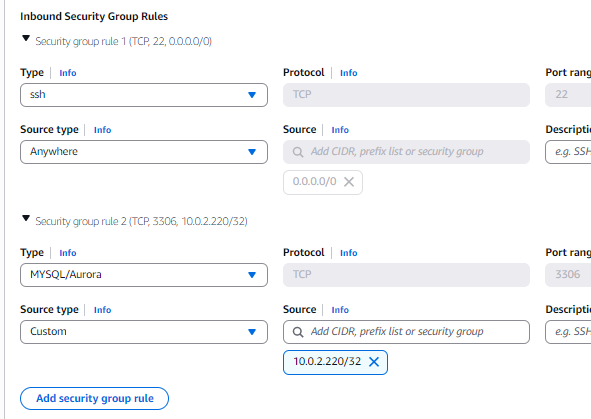 Inbound Security Group Rules
Security group rule 1 (TCP, 22, 0.0.0.0/0)
Type Info Protocol Info Port rang
ssh TCP 22
Source type Info Source Info Descripti
Anywhere Add CIDR, prefix list or security group e.g. SSH
0.0.0.0/0
Security group rule 2 (TCP, 3306, 10.0.2.220/32)
Type Info Protocol Info Port rang
MYSQL/Aurora TCP 3306
Source type Info Source Info Descripti
Custom Add CIDR, prefix list or security group e.g. SSH
10.0.2.220/32
Add security group rule